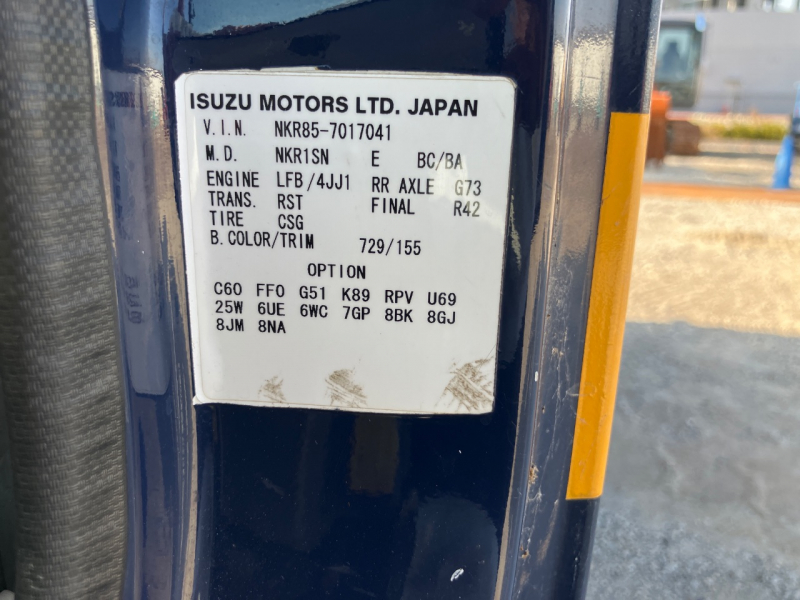 ISUZU MOTORS LTD. JAPAN
V.I.N. NKR85-7017041
M.D. NKR1SN E BC/BA
ENGINE LFB/4JJ1 RR AXLE G73
TRANS. RST FINAL R42
TIRE CSG
B.COLOR/TRIM 729/155
OPTION
C60 FF0 G51 K89 RPV U69
25W 6UE 6WC 7GP 8BK 8GJ
8JM 8NA